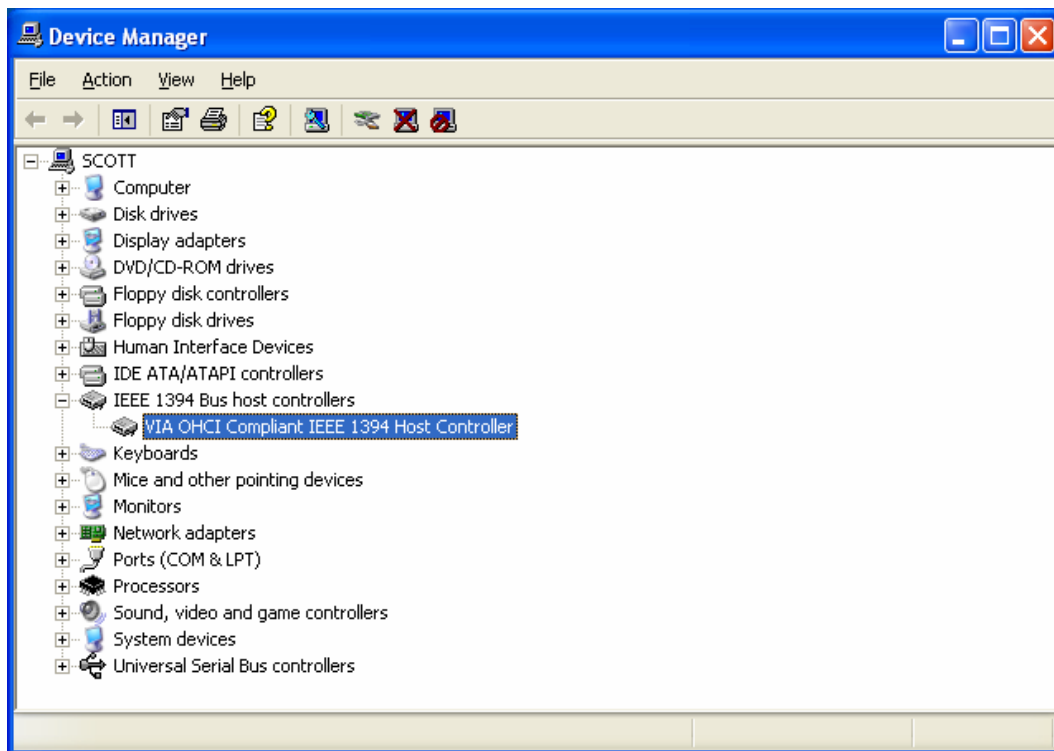 Device Manager
File Action View Help
SCOTT
Computer
Disk drives
Display adapters
DVD/CD-ROM drives
Floppy disk controllers
Floppy disk drives
Human Interface Devices
IDE ATA/ATAPI controllers
IEEE 1394 Bus host controllers
VIA OHCI Compliant IEEE 1394 Host Controller
Keyboards
Mice and other pointing devices
Monitors
Network adapters
Ports (COM & LPT)
Processors
Sound, video and game controllers
System devices
Universal Serial Bus controllers